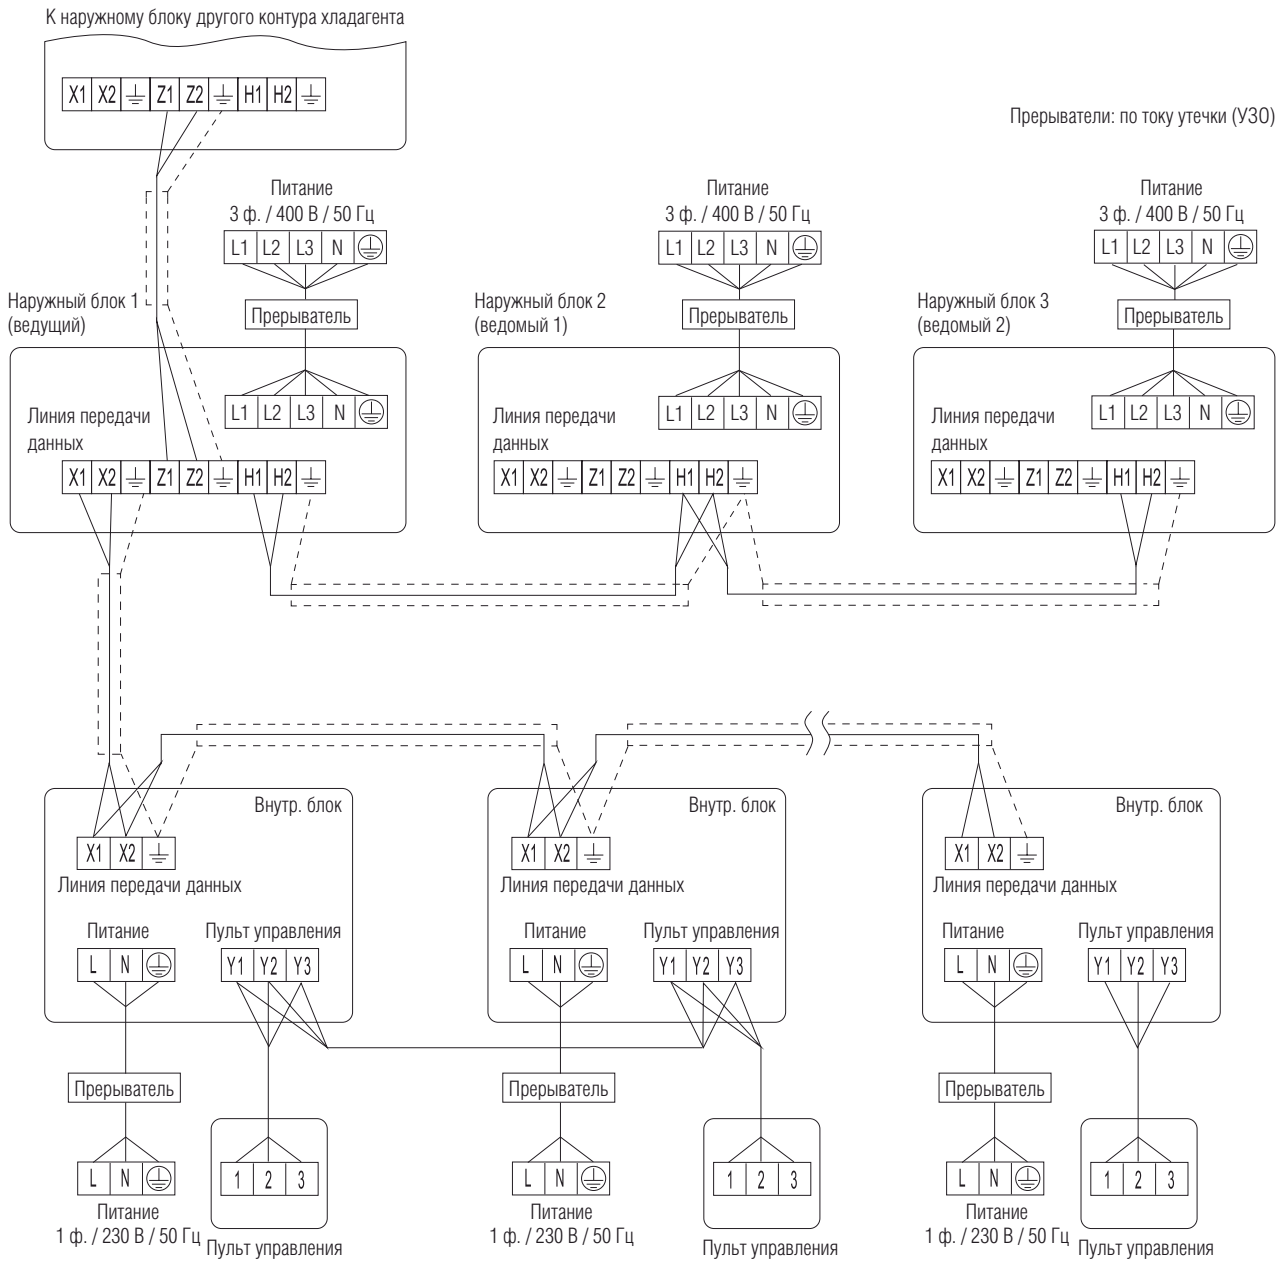 К наружному блоку другого контура хладагента
X1 X2 Z1 Z2 H1 H2
Прерыватели: по току утечки (УЗО)
Питание
3 ф. / 400 В / 50 Гц
L1 L2 L3 N
Прерыватель
Питание
3 ф. / 400 В / 50 Гц
L1 L2 L3 N
Прерыватель
Питание
3 ф. / 400 В / 50 Гц
L1 L2 L3 N
Прерыватель
Наружный блок 1
(ведущий)
L1 L2 L3 N
Линия передачи
данных
X1 X2 Z1 Z2 H1 H2
Наружный блок 2
(ведомый 1)
L1 L2 L3 N
Линия передачи
данных
X1 X2 Z1 Z2 H1 H2
Наружный блок 3
(ведомый 2)
L1 L2 L3 N
Линия передачи
данных
X1 X2 Z1 Z2 H1 H2
Внутр. блок
X1 X2
Линия передачи данных
Питание
L N
Пульт управления
Y1 Y2 Y3
Прерыватель
L N
Питание
1 ф. / 230 В / 50 Гц
1 2 3
Пульт управления
Внутр. блок
X1 X2
Линия передачи данных
Питание
L N
Пульт управления
Y1 Y2 Y3
Прерыватель
L N
Питание
1 ф. / 230 В / 50 Гц
1 2 3
Пульт управления
Внутр. блок
X1 X2
Линия передачи данных
Питание
L N
Пульт управления
Y1 Y2 Y3
Прерыватель
L N
Питание
1 ф. / 230 В / 50 Гц
1 2 3
Пульт управления